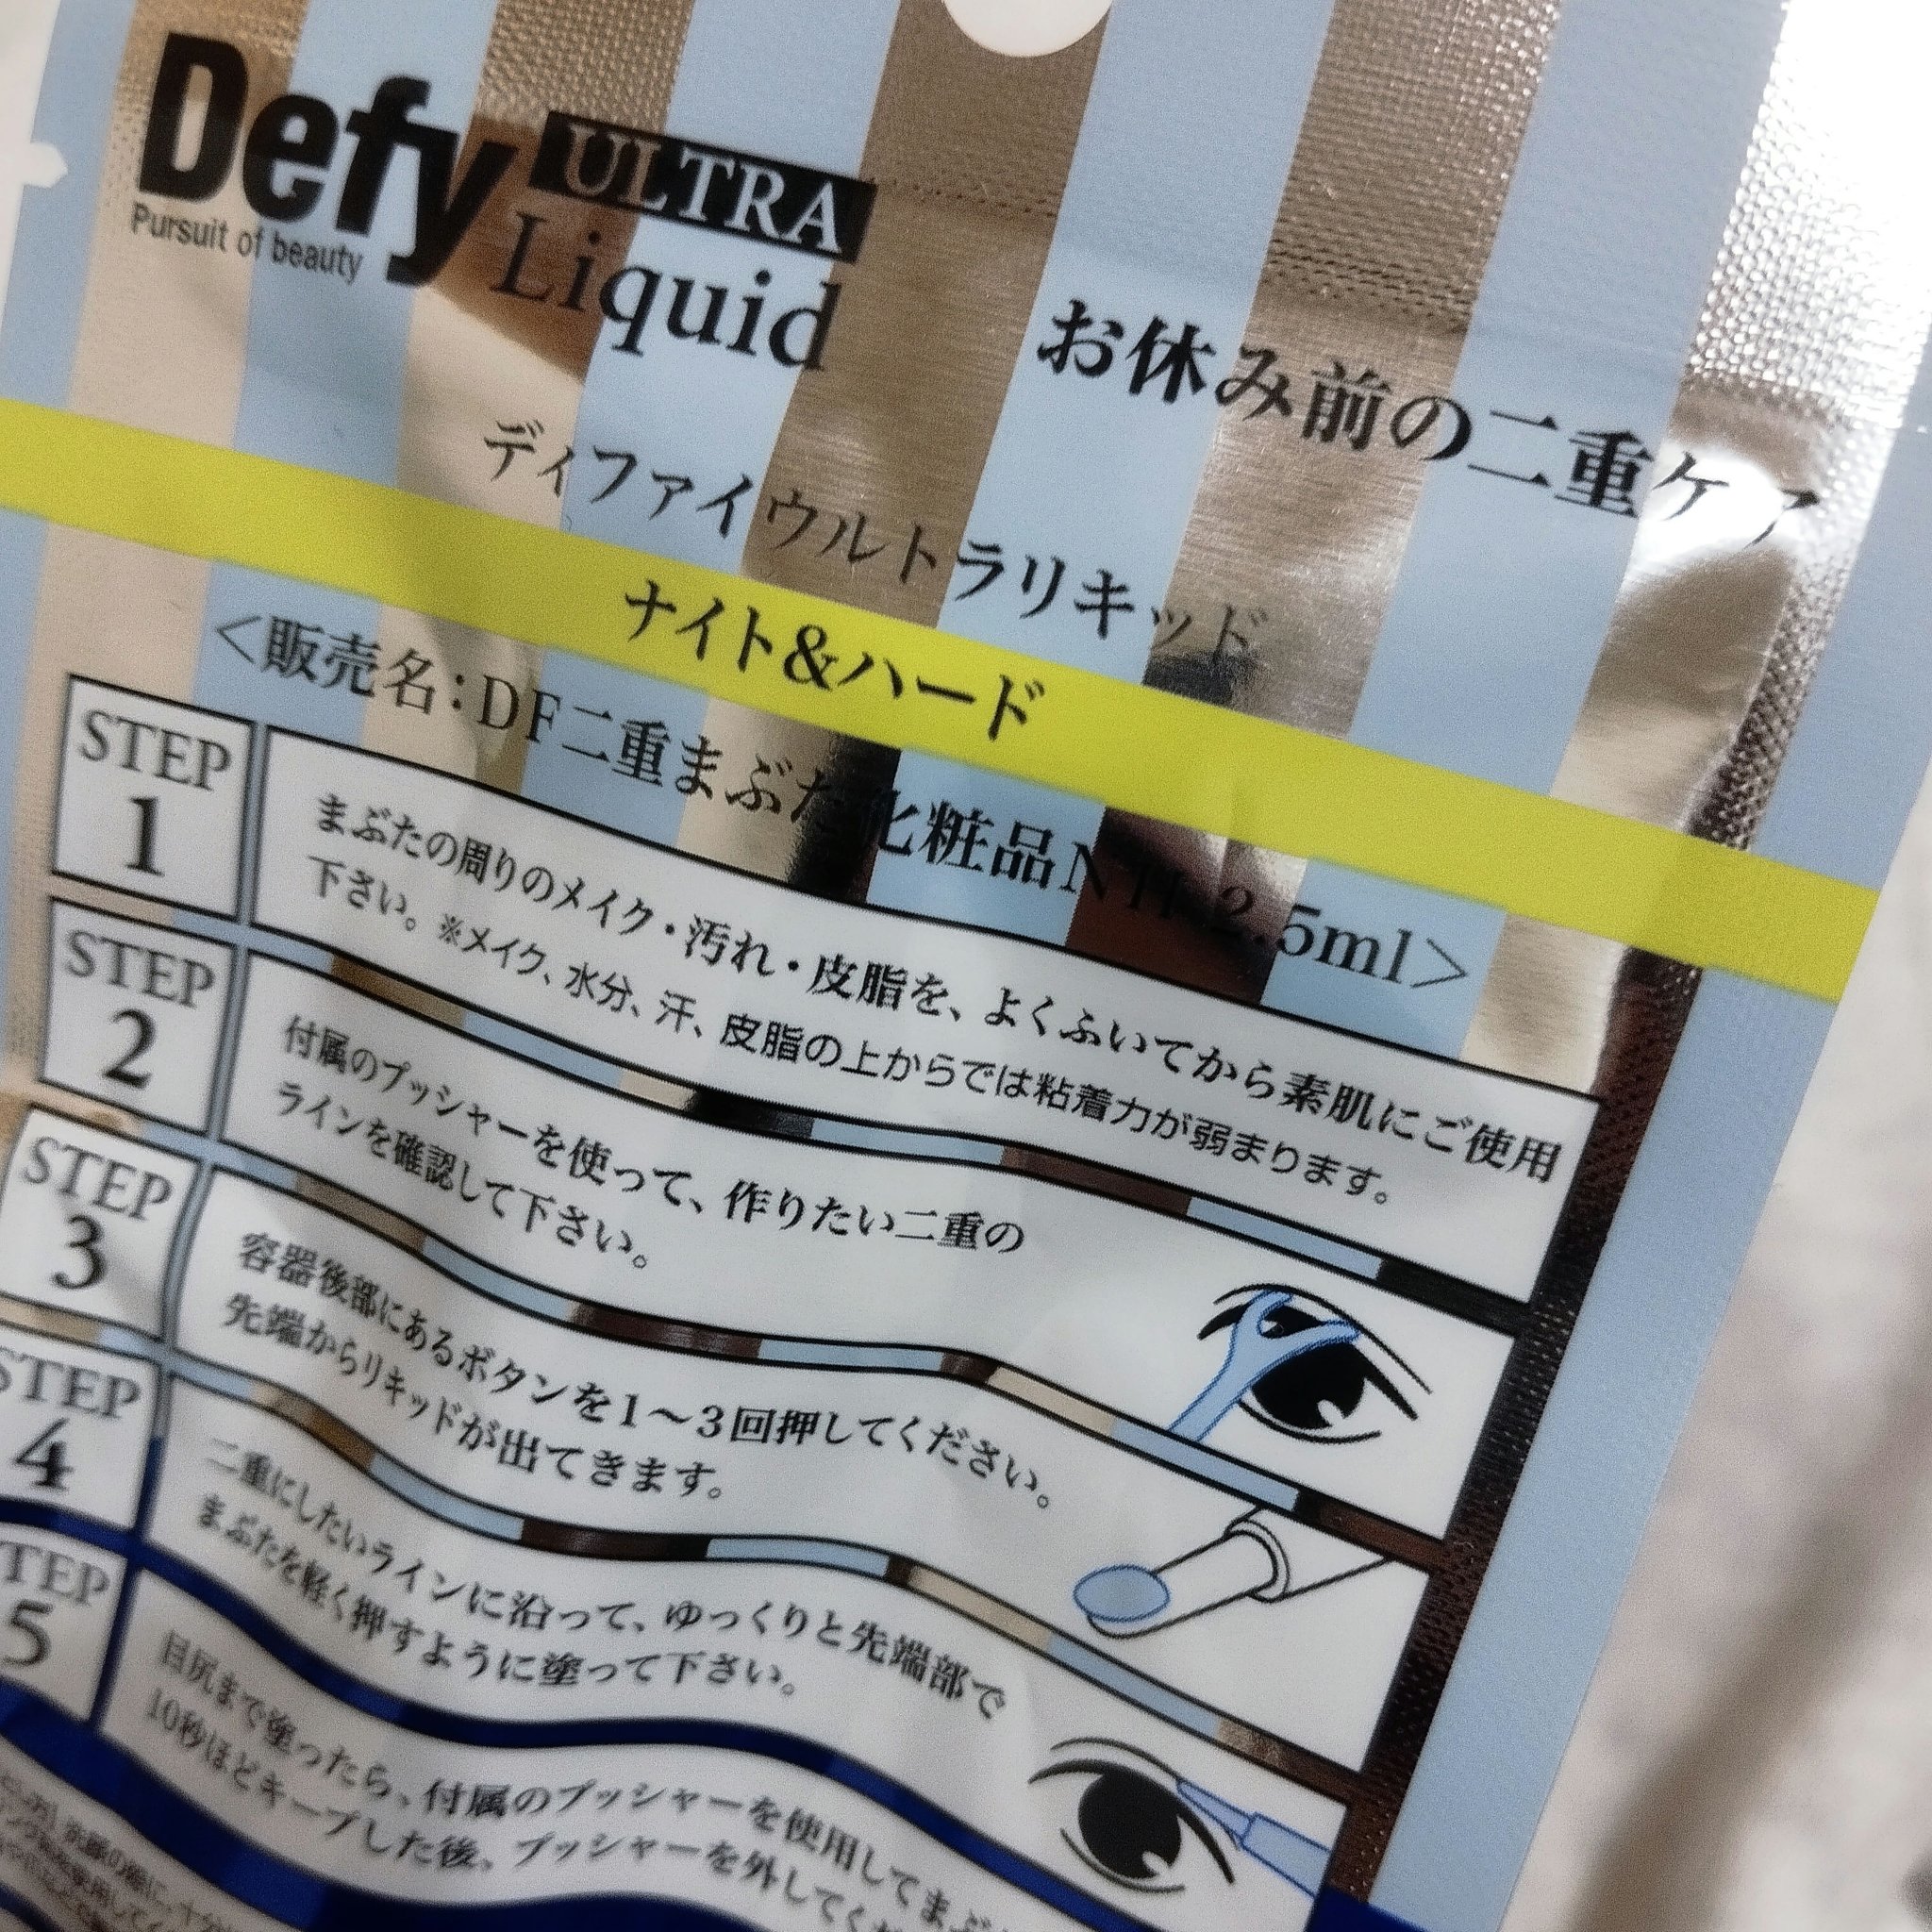 Defy ULTRA
Pursuit of beauty Liquid
お休み前の二重ケア
ディファイウルトラリキッド
ナイト&ハード
<販売名:DF二重まぶた化粧品NTH 2.5ml>
STEP
1
まぶたの周りのメイク・汚れ・皮脂を、よくふいてから素肌にご使用
下さい。※メイク、水分、汗、皮脂の上からでは粘着力が弱まります。
STEP
2
付属のプッシャーを使って、作りたい二重の
ラインを確認して下さい。
STEP
3
容器後部にあるボタンを1〜3回押してください。
先端からリキッドが出てきます。
STEP
4
二重にしたいラインに沿って、ゆっくりと先端部で
まぶたを軽く押すように塗って下さい。
STEP
5
目尻まで塗ったら、付属のプッシャーを使用してまぶ
10秒ほどキープした後、プッシャーを外してくだ